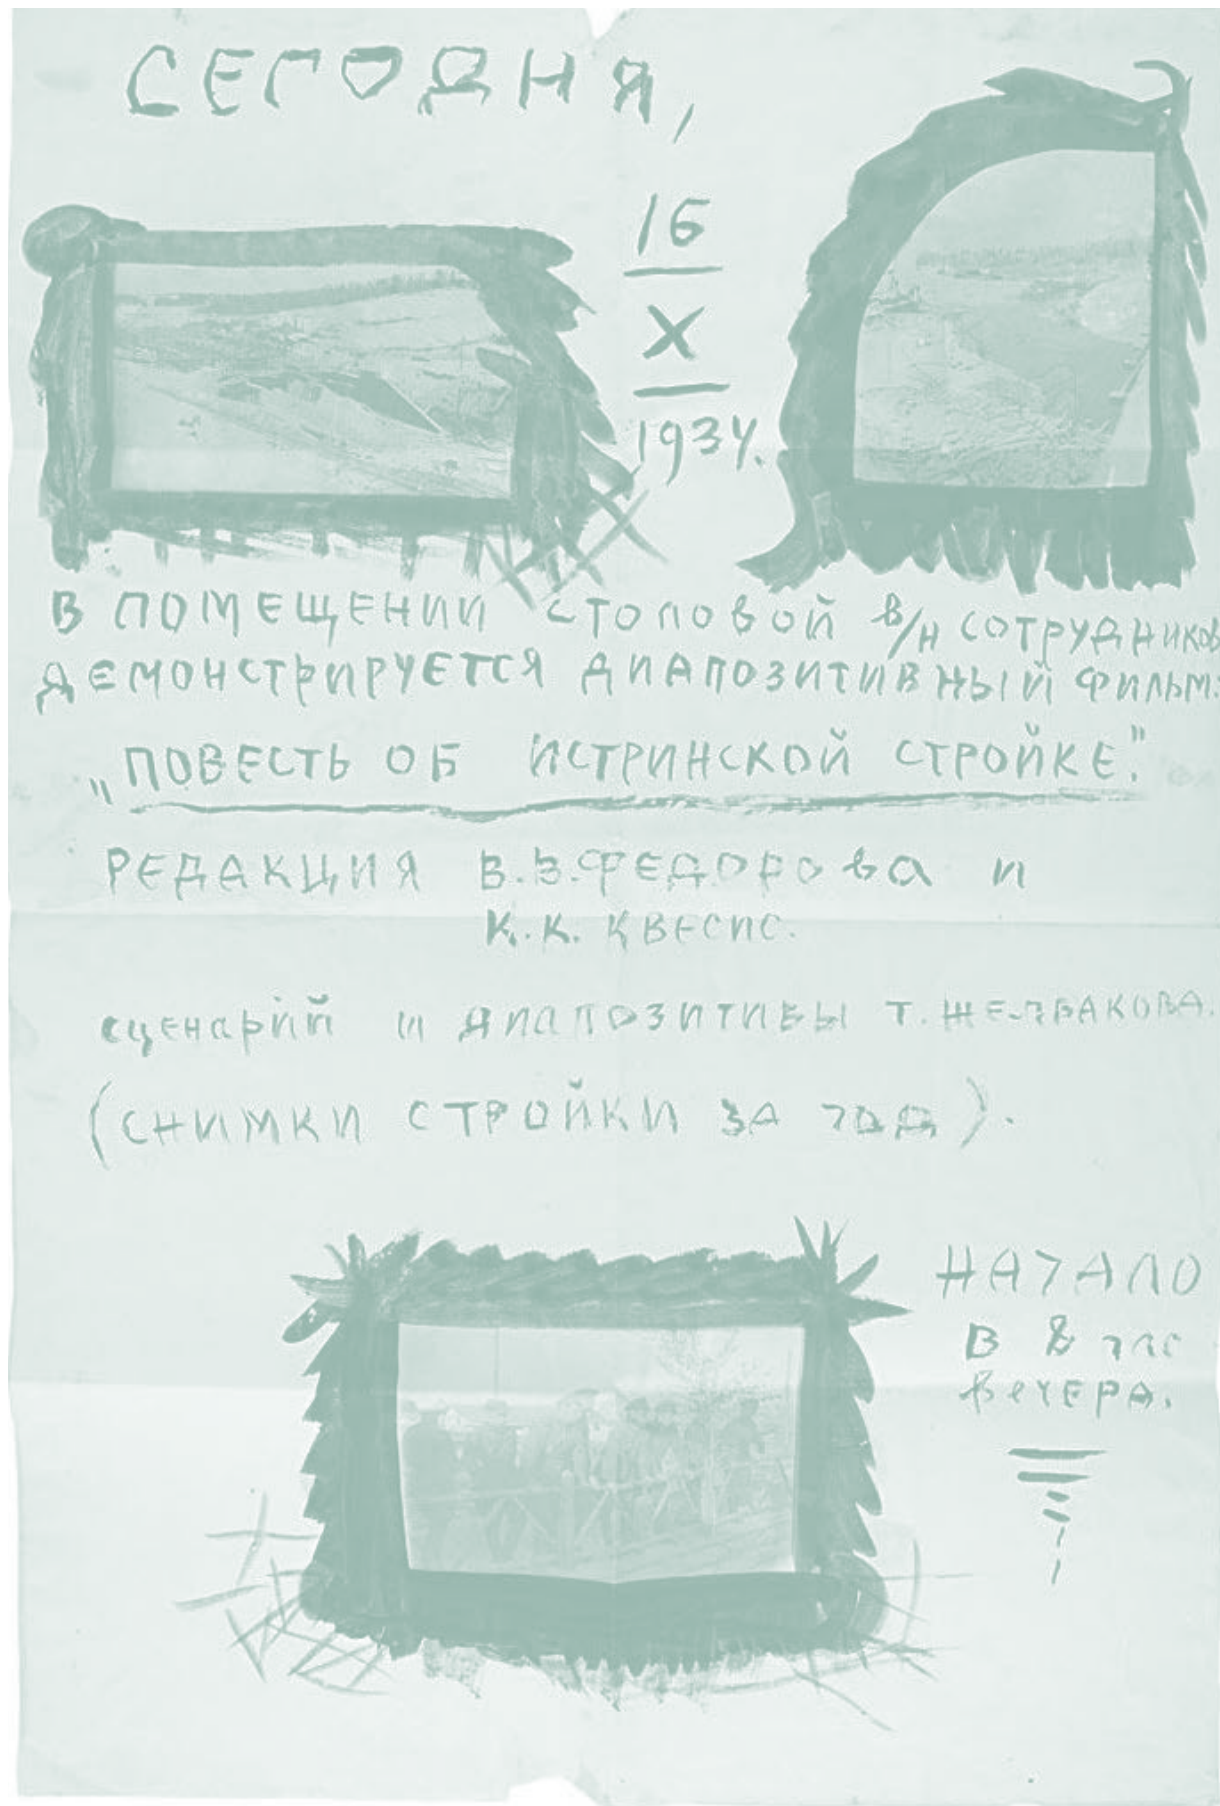 СЕГОДНЯ,
16
X
1934.
В ПОМЕЩЕНИИ СТОЛОВОЙ в/н СОТРУДНИКОВ
ДЕМОНСТРИРУЕТСЯ ДИАПОЗИТИВНЫЙ ФИЛЬМ:
„ПОВЕСТЬ ОБ ИСТРИНСКОЙ СТРОЙКЕ."
РЕДАКЦИЯ В.В.ФЕДОРОВА И
К.К. КВЕСИС.
сценарий и диапозитивы т.
(СНИМКИ СТРОЙКИ ЗА ГОД).
НАЧАЛО
В 8 час
вечера.